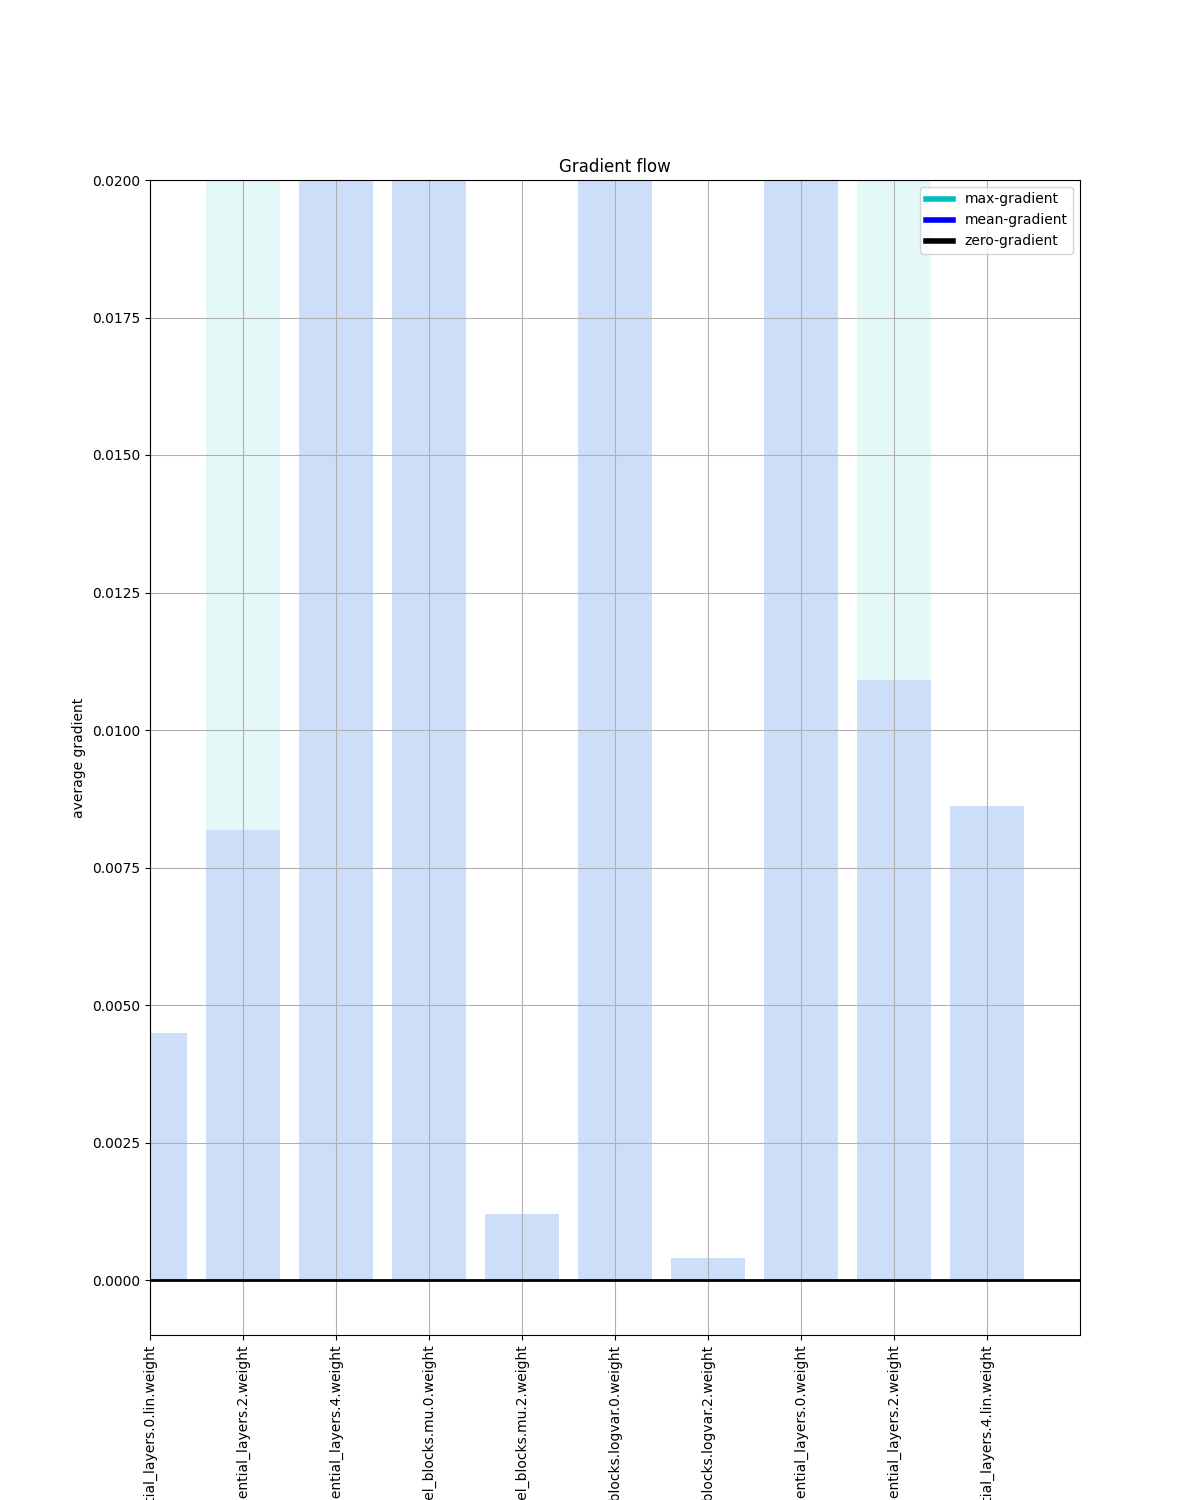 Gradient flow
max-gradient
mean-gradient
zero-gradient
0.0200
0.0175
0.0150
0.0125
0.0100
0.0075
0.0050
0.0025
0.0000
average gradient
tial_layers.0.lin.weight
ential_layers.2.weight
ential_layers.4.weight
el_blocks.mu.0.weight
el_blocks.mu.2.weight
blocks.logvar.0.weight
blocks.logvar.2.weight
ential_layers.0.weight
ential_layers.2.weight
tial_layers.4.lin.weight